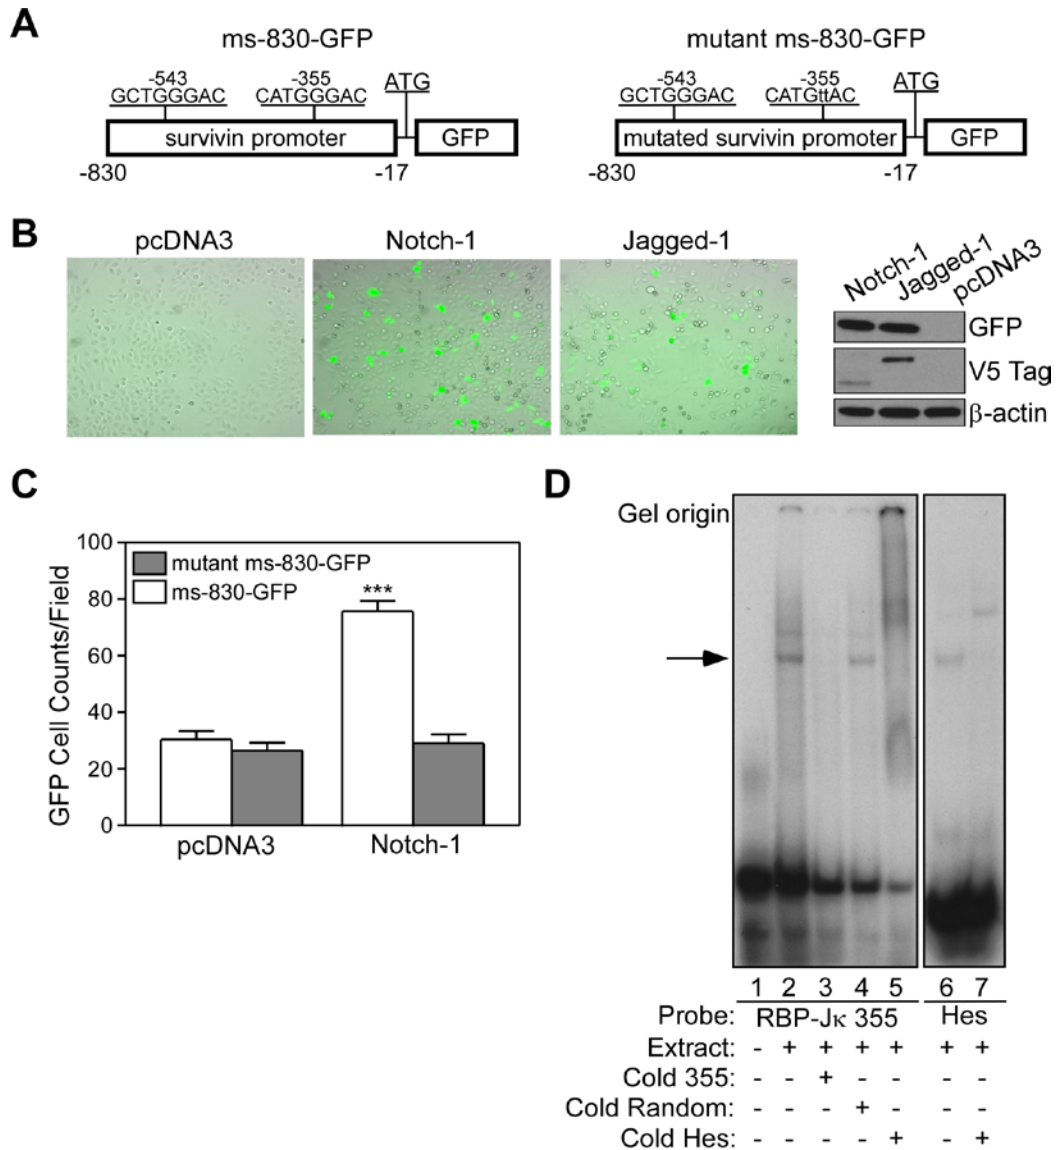 A
ms-830-GFP
-543
GCTGGGAC
-355
CATGGGAC
ATG
survivin promoter
GFP
-830
-17
mutant ms-830-GFP
-543
GCTGGGAC
-355
CATGttAC
ATG
mutated survivin promoter
GFP
-830
-17
B
pcDNA3
Notch-1
Jagged-1
Notch-1
Jagged-1
pcDNA3
GFP
V5 Tag
β-actin
C
100
80
60
40
20
0
GFP Cell Counts/Field
mutant ms-830-GFP
ms-830-GFP
***
pcDNA3
Notch-1
D
Gel origin
1 2 3 4 5 6 7
Probe: RBP-Jκ 355 Hes
Extract: - + + + + + +
Cold 355: - - + - - - -
Cold Random: - - - + - - -
Cold Hes: - - - - + - +